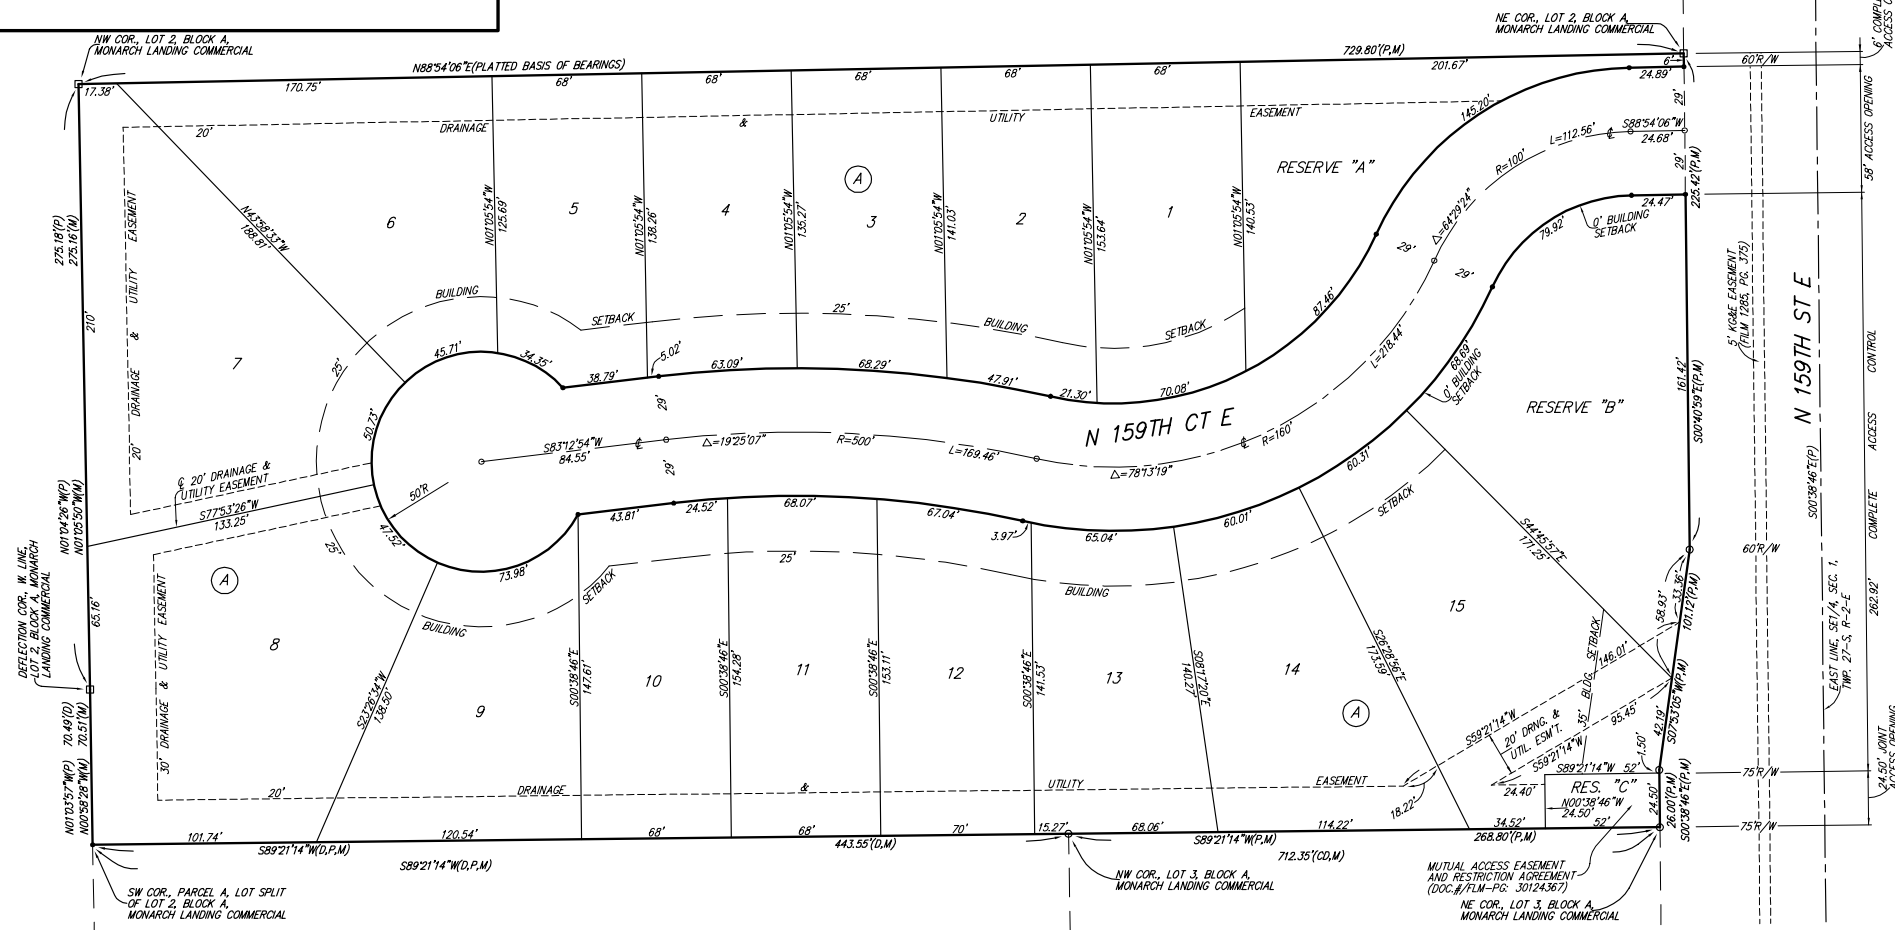 NW COR., LOT 2, BLOCK A,
MONARCH LANDING COMMERCIAL
NE COR., LOT 2, BLOCK A,
MONARCH LANDING COMMERCIAL
N88°54'06"E(PLATTED BASIS OF BEARINGS)
729.80'(P,M)
17.38'
170.75'
68'
68'
68'
68'
68'
201.67'
6'
24.89'
60'R/W
20'
DRAINAGE
&
UTILITY
EASEMENT
145.20'
L=112.56'
℄
S88°54'06"W
24.68'
29'
29'
225.42'(P,M)
58' ACCESS OPENING
RESERVE "A"
R=100'
24.47'
0' BUILDING
SETBACK
79.92'
Δ=64°29'24"
29'
29'
275.18'(P)
275.16'(M)
DRAINAGE & UTILITY EASEMENT
20'
N43°58'33"W
188.81'
6
N01°05'54"W
125.69'
5
N01°05'54"W
138.26'
4
N01°05'54"W
135.27'
A
3
N01°05'54"W
141.03'
2
N01°05'54"W
153.64'
1
N01°05'54"W
140.53'
BUILDING
SETBACK
25'
BUILDING
SETBACK
87.46'
L=218.44'
68.69'
0' BUILDING
SETBACK
161.42'
S00°40'59"E(P,M)
5' KG&E EASEMENT
(FILM 1285, PG. 375)
N 159TH ST E
S00°38'46"E(P)
COMPLETE ACCESS CONTROL
262.92'
210'
7
25'
45.71'
34.35'
38.79'
5.02'
63.09'
68.29'
47.91'
21.30'
70.08'
50.73'
29'
29'
S83°12'54"W
84.55'
℄
Δ=19°25'07"
R=500'
L=169.46'
N 159TH CT E
Δ=78°13'19"
℄
R=160'
RESERVE "B"
℄ 20' DRAINAGE &
UTILITY EASEMENT
S77°53'26"W
133.25'
50'R
47.52'
73.98'
43.81'
24.52'
68.07'
67.04'
3.97'
65.04'
60.01'
60.31'
SETBACK
25'
SETBACK
25'
BUILDING
BUILDING
N01°04'26"W(P)
N01°05'50"W(M)
DEFLECTION COR., W. LINE,
LOT 2, BLOCK A, MONARCH
LANDING COMMERCIAL
65.16'
A
8
30' DRAINAGE & UTILITY EASEMENT
S23°26'34"W
138.50'
9
S00°38'46"E
147.61'
10
S00°38'46"E
154.28'
11
S00°38'46"E
153.11'
12
S00°38'46"E
141.53'
13
S08°17'20"E
140.27'
14
S26°28'56"E
173.59'
15
S44°45'57"E
171.25'
A
60'R/W
58.93'
33.36'
101.12'(P,M)
EAST LINE, SE1/4, SEC. 1,
TWP. 27-S, R-2-E
35' BLDG. SETBACK
146.01'
S59°21'14"W
20' DRNG. &
UTIL. ESM'T.
S59°21'14"W
95.45'
42.19'
S07°53'05"W(P,M)
1.50'
N01°03'57"W(P) 70.49'(D)
N00°58'28"W(M) 70.51'(M)
20'
DRAINAGE
&
UTILITY
EASEMENT
18.22'
24.40'
S89°21'14"W 52'
RES. "C"
N00°38'46"W
24.50'
24.50'
26.00'(P,M)
S00°38'46"E(P,M)
75'R/W
75'R/W
24.50' JOINT
101.74'
120.54'
68'
68'
70'
15.27'
68.06'
114.22'
34.52'
52'
S89°21'14"W(D,P,M)
443.55'(D,M)
S89°21'14"W(P,M)
268.80'(P,M)
S89°21'14"W(D,P,M)
712.35'(CD,M)
SW COR., PARCEL A, LOT SPLIT
OF LOT 2, BLOCK A,
MONARCH LANDING COMMERCIAL
NW COR., LOT 3, BLOCK A,
MONARCH LANDING COMMERCIAL
MUTUAL ACCESS EASEMENT
AND RESTRICTION AGREEMENT
(DOC.#/FLM-PG: 30124367)
NE COR., LOT 3, BLOCK A,
MONARCH LANDING COMMERCIAL